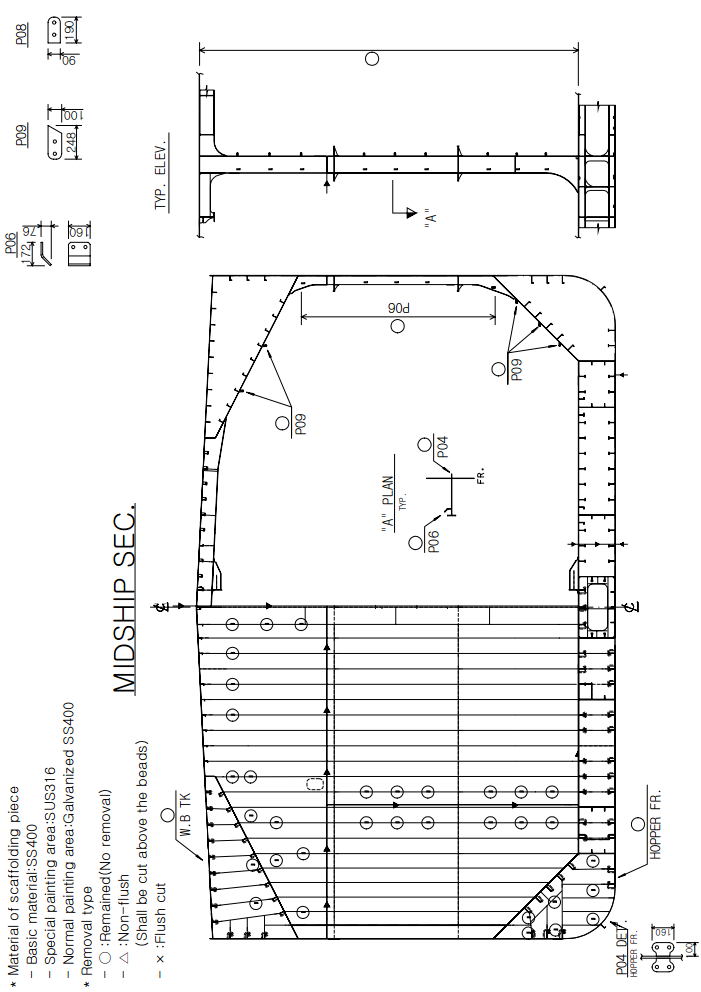 MIDSHIP SEC.
* Material of scaffolding piece
- Basic material:SS400
- Special painting area:SUS316
- Normal painting area:Galvanized SS400
* Removal type
- ○ :Remained(No removal)
- △ :Non-flush
(Shall be cut above the beads)
- × :Flush cut
P06
172
76
160
P09
248
100
P08
190
90
TYP. ELEV.
"A"
P09
P06
P09
"A" PLAN
TYP.
P04
FR.
P06
W.B TK
HOPPER FR.
P04 DET.
HOPPER FR.
160
100